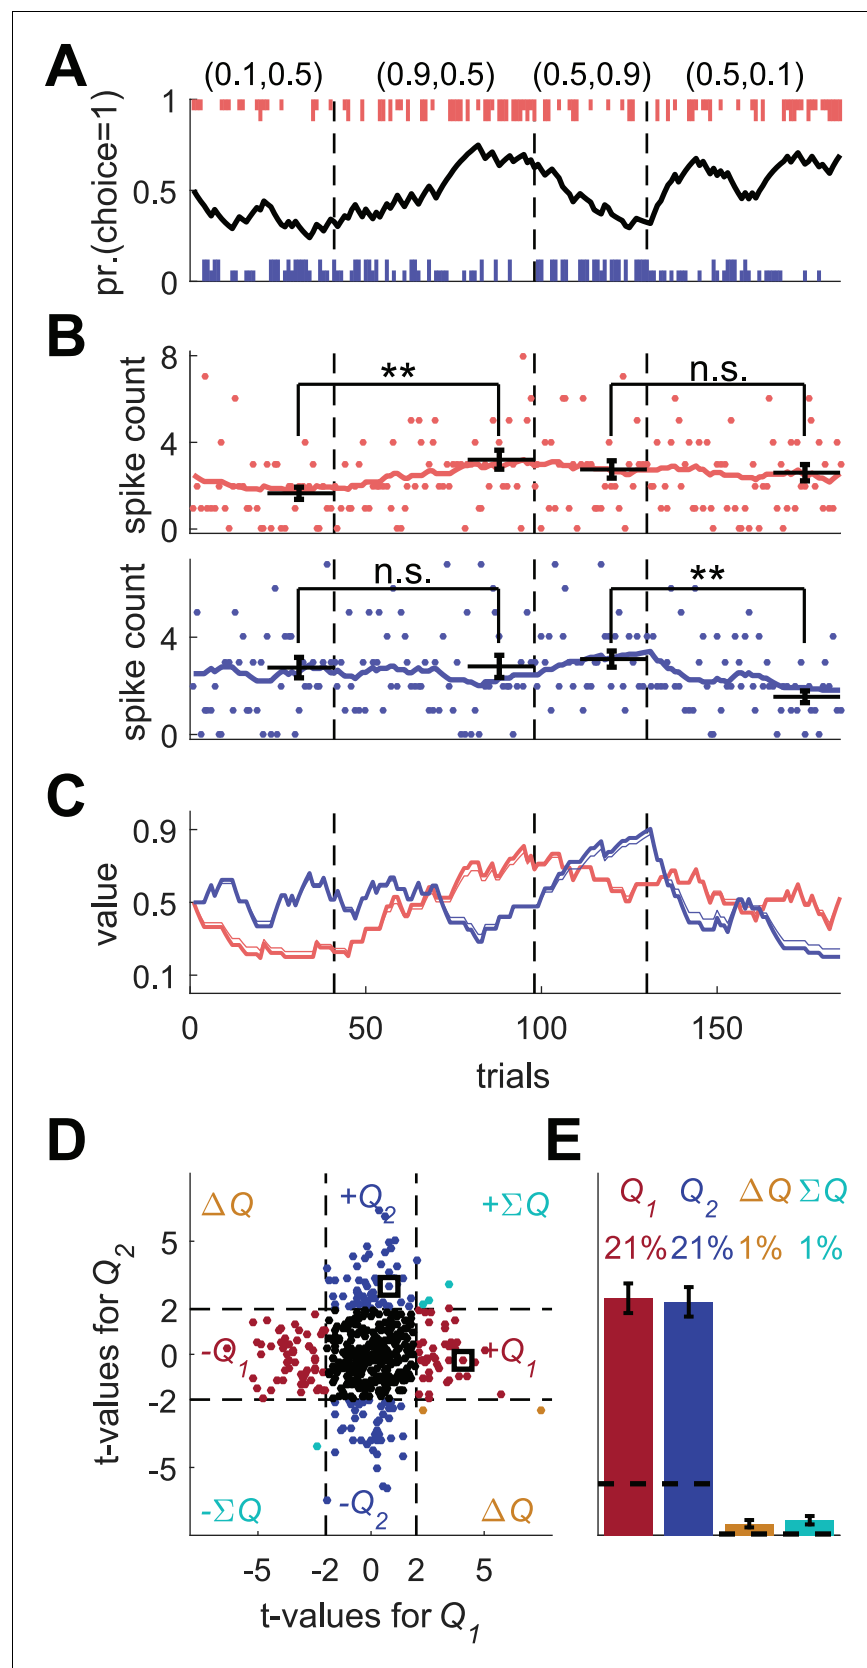 A
(0.1,0.5) (0.9,0.5) (0.5,0.9) (0.5,0.1)
pr.(choice=1)
1
0.5
0
B
spike count
8
4
0
** n.s.
spike count
4
0
n.s. **
C
value
0.9
0.5
0.1
0 50 100 150
trials
D
t-values for Q2
5
2
0
-2
-5
ΔQ +Q2 +ΣQ
-Q1 +Q1
-ΣQ -Q2 ΔQ
-5 -2 0 2 5
t-values for Q1
E
Q1 Q2 ΔQ ΣQ
21% 21% 1% 1%